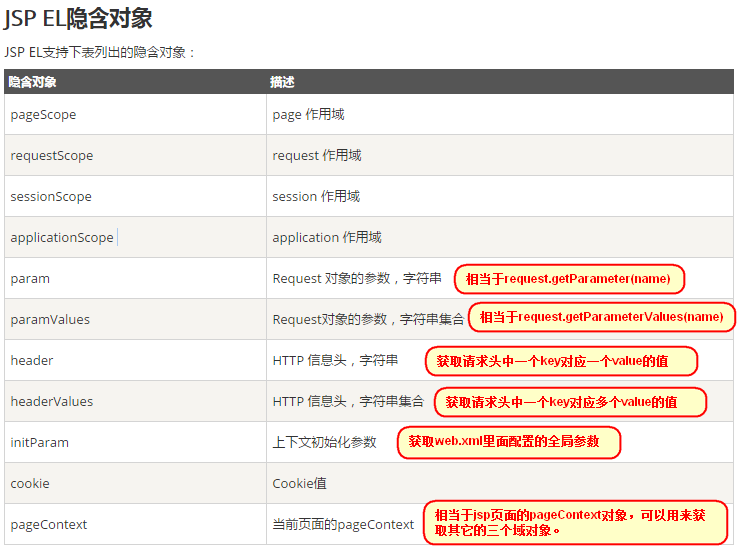 JSP EL隐含对象
JSP EL支持下表列出的隐含对象：
隐含对象 描述
pageScope page 作用域
requestScope request 作用域
sessionScope session 作用域
applicationScope application 作用域
param Request 对象的参数，字符串 相当于request.getParameter(name)
paramValues Request对象的参数，字符串集合 相当于request.getParameterValues(name)
header HTTP 信息头，字符串 获取请求头中一个key对应一个value的值
headerValues HTTP 信息头，字符串集合 获取请求头中一个key对应多个value的值
initParam 上下文初始化参数 获取web.xml里面配置的全局参数
cookie Cookie值
pageContext 当前页面的pageContext 相当于jsp页面的pageContext对象，可以用来获
取其它的三个域对象。